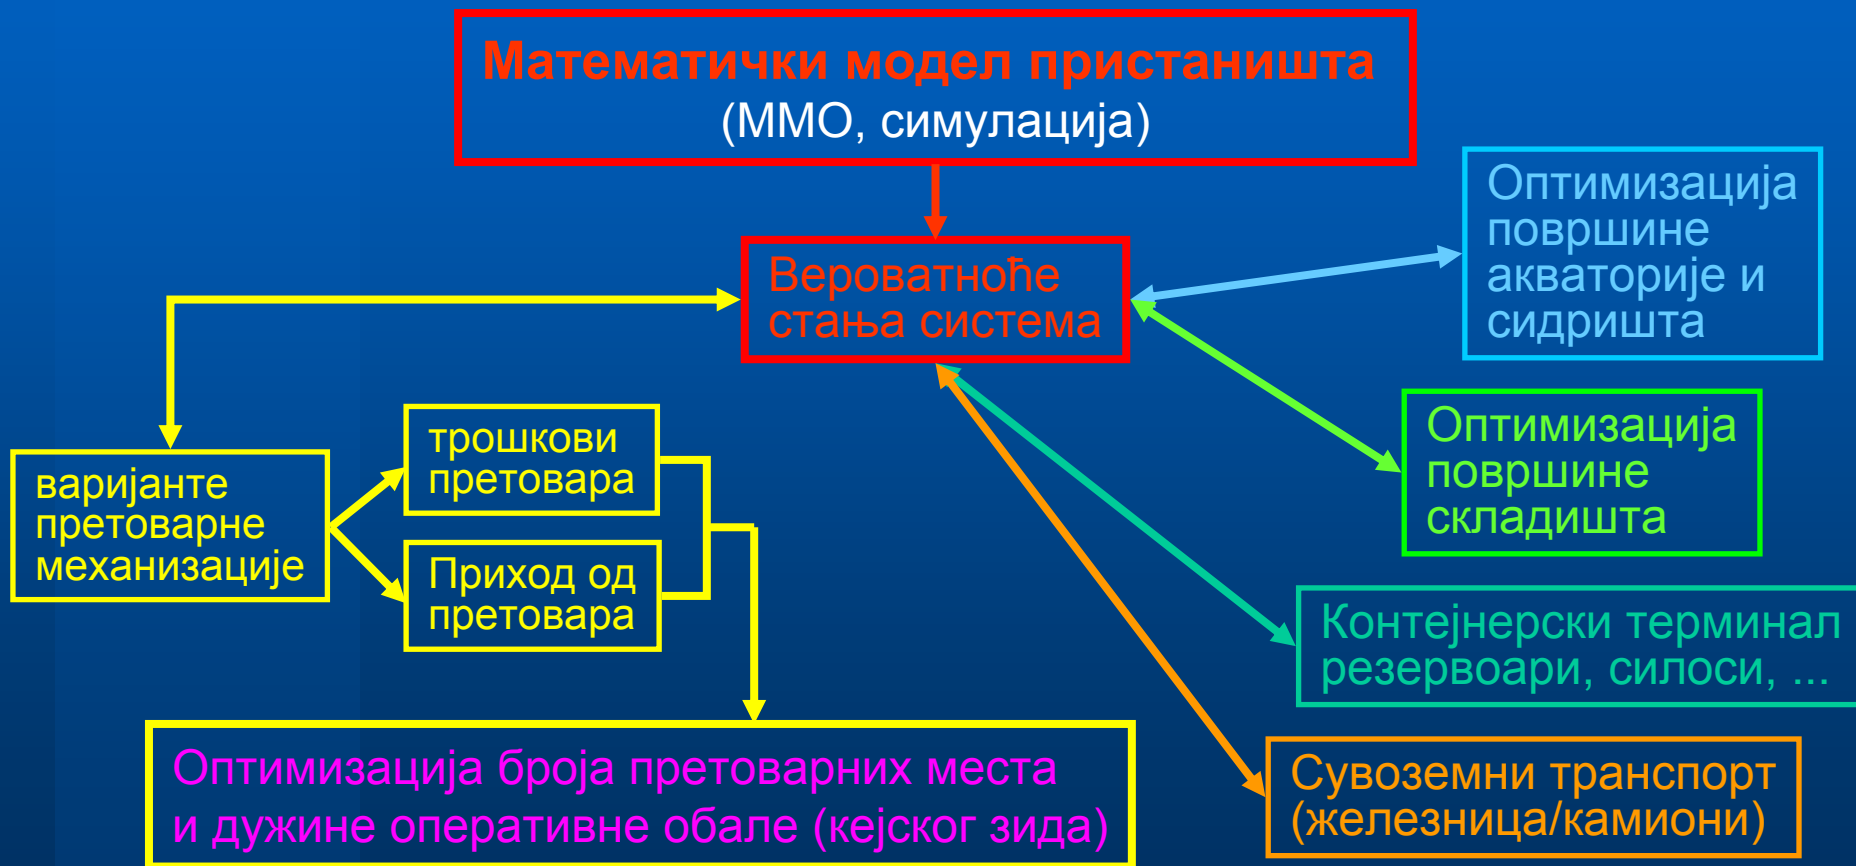 Математички модел пристаништа
(ММО, симулација)
Оптимизација
површине
акваторије и
сидришта
Вероватноће
стања система
трошкови
претовара
варијанте
претоварне
механизације
Приход од
претовара
Оптимизација
површине
складишта
Контејнерски терминал
резервоари, силоси, ...
Оптимизација броја претоварних места
и дужине оперативне обале (кејског зида)
Сувоземни транспорт
(железница/камиони)